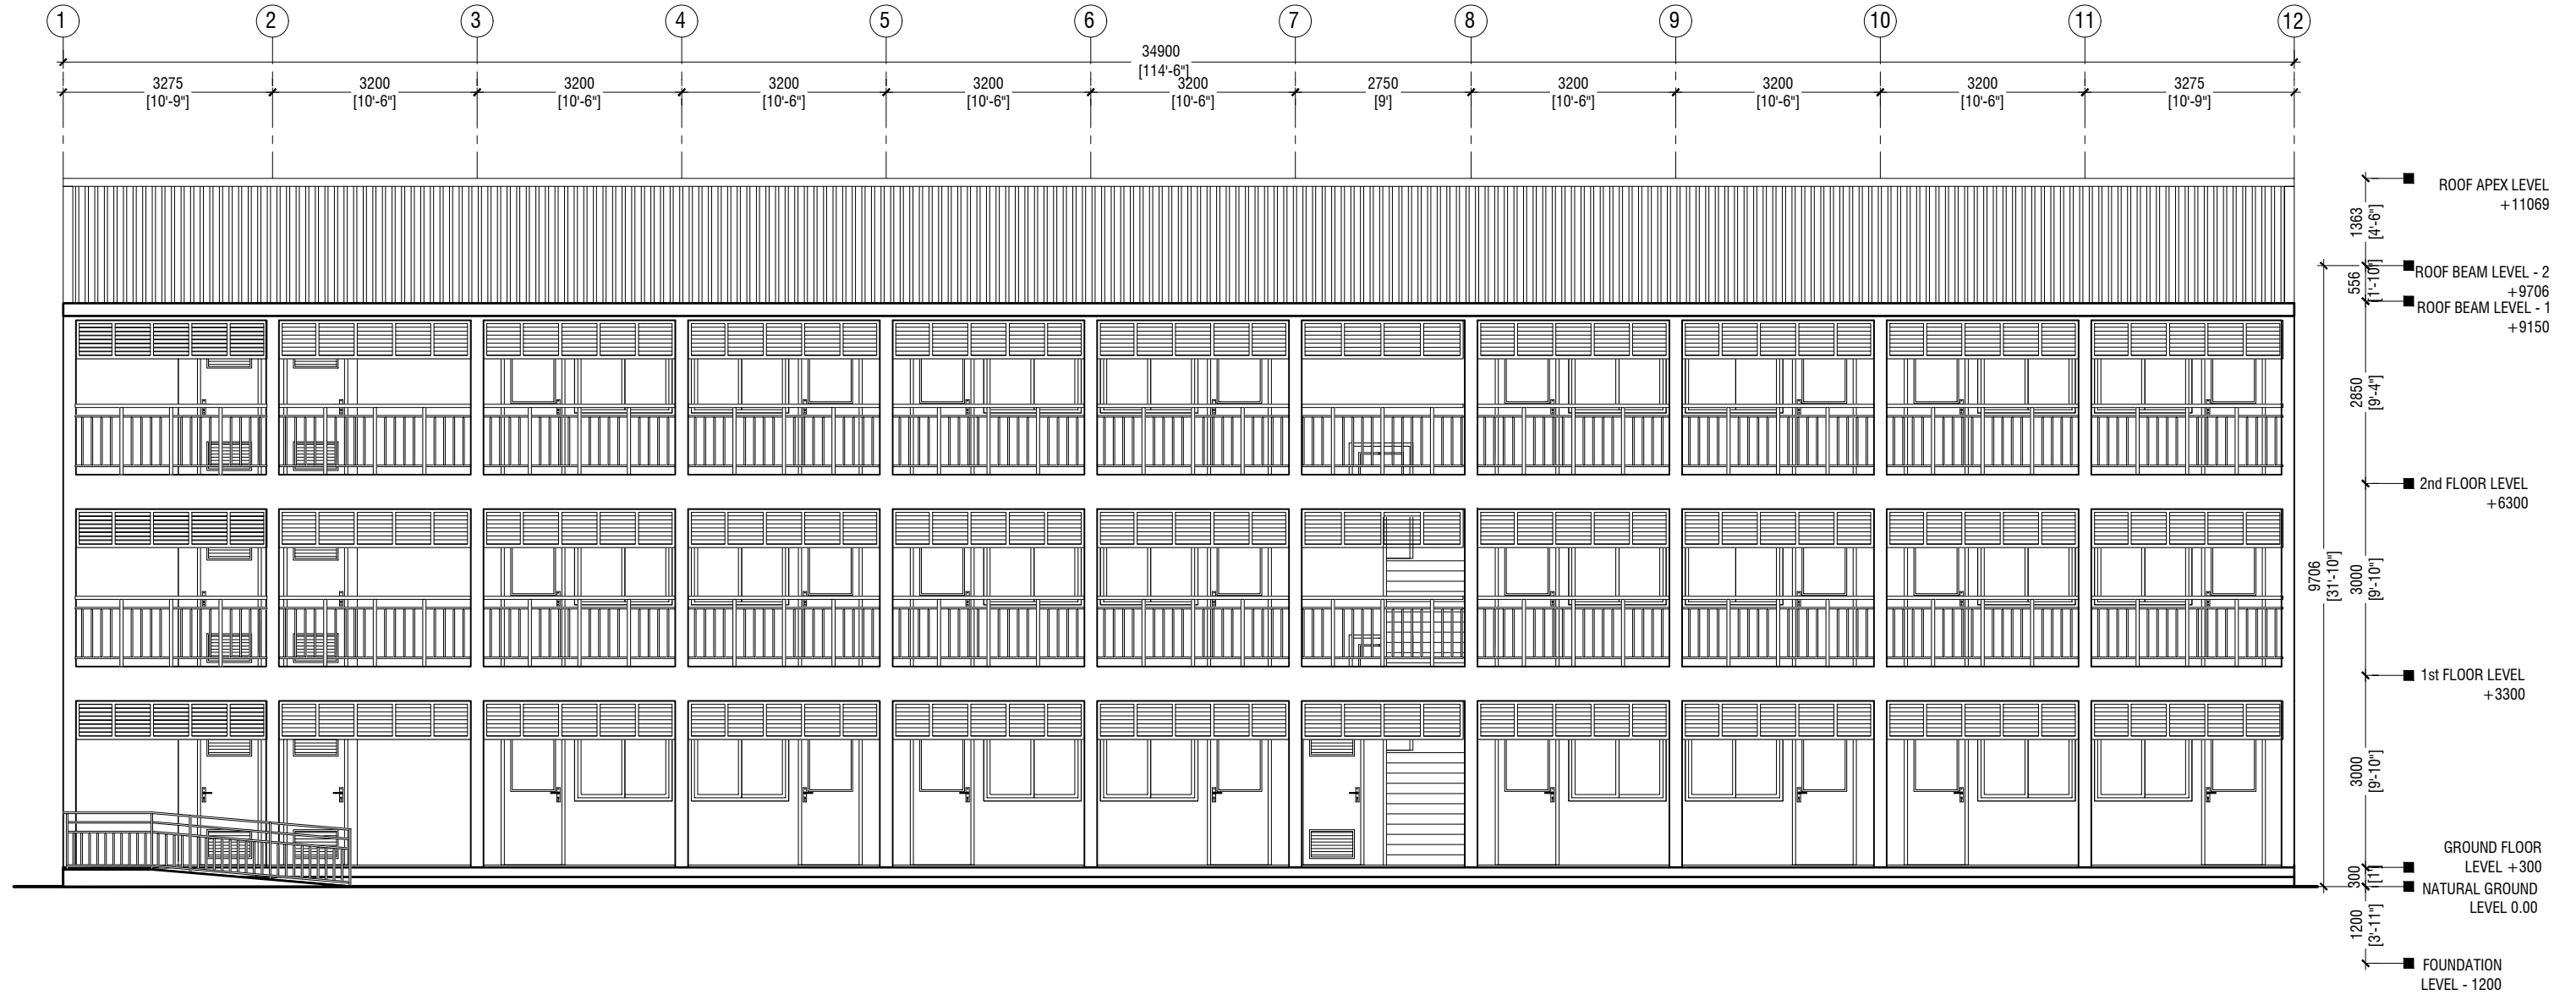 1 2 3 4 5 6 7 8 9 10 11 12
34900
[114'-6"]
3275 3200 3200 3200 3200 3200 2750 3200 3200 3200 3275
[10'-9"] [10'-6"] [10'-6"] [10'-6"] [10'-6"] [10'-6"] [9'] [10'-6"] [10'-6"] [10'-6"] [10'-9"]
ROOF APEX LEVEL
+11069
1363
[4'-6"]
ROOF BEAM LEVEL - 2
+9706
556
[1'-10"]
ROOF BEAM LEVEL - 1
+9150
2850
[9'-4"]
2nd FLOOR LEVEL
+6300
9706
[31'-10"]
3000
[9'-10"]
1st FLOOR LEVEL
+3300
3000
[9'-10"]
GROUND FLOOR
LEVEL +300
300
[1']
NATURAL GROUND
LEVEL 0.00
1200
[3'-11"]
FOUNDATION
LEVEL - 1200